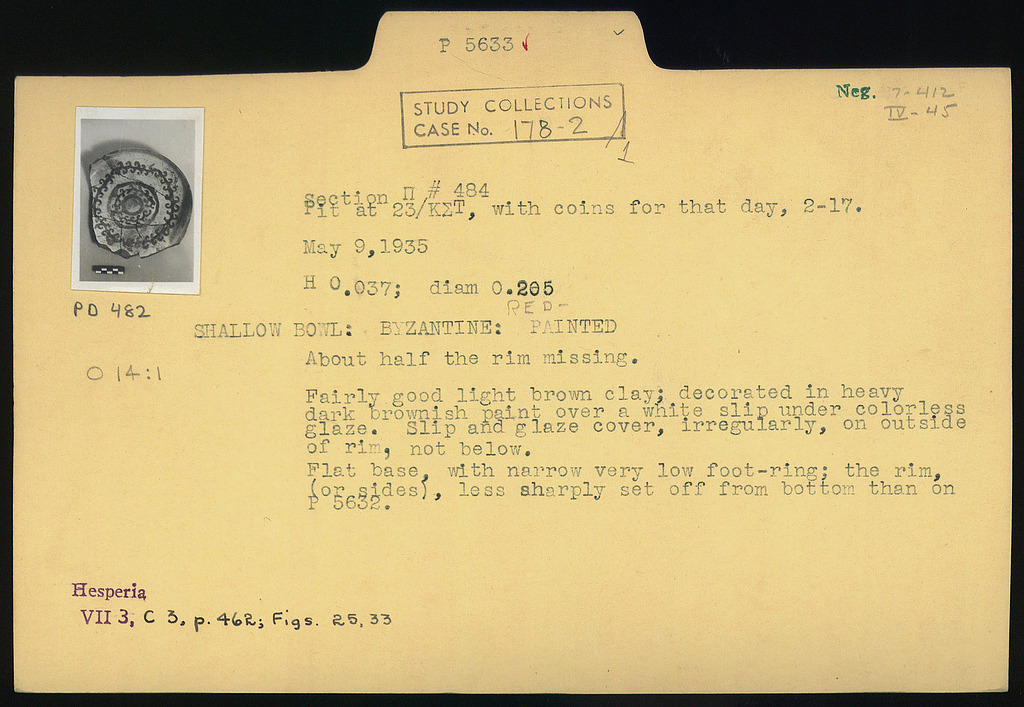 P 5633 ✓
STUDY COLLECTIONS
CASE No. 178-2/1
Neg. 7-412
IV-45
Section Π # 484
Pit at 23/ΚΣΤ, with coins for that day, 2-17.
May 9,1935
H 0.037; diam 0.205
RED-
PD 482
SHALLOW BOWL: BYZANTINE: PAINTED
About half the rim missing.
O 14:1
Fairly good light brown clay; decorated in heavy
dark brownish paint over a white slip under colorless
glaze. Slip and glaze cover, irregularly, on outside
of rim, not below.
Flat base, with narrow very low foot-ring; the rim,
(or sides), less sharply set off from bottom than on
P 5632.
Hesperia
VII 3, C 3, p. 462; Figs. 25, 33